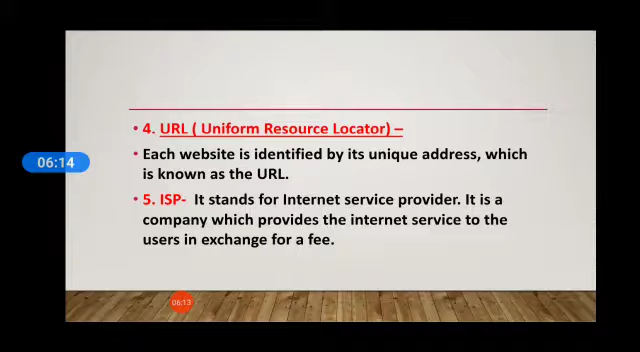 • 4. URL ( Uniform Resource Locator) –
• Each website is identified by its unique address, which
is known as the URL.
06:14
• 5. ISP- It stands for Internet service provider. It is a
company which provides the internet service to the
users in exchange for a fee.
06:13